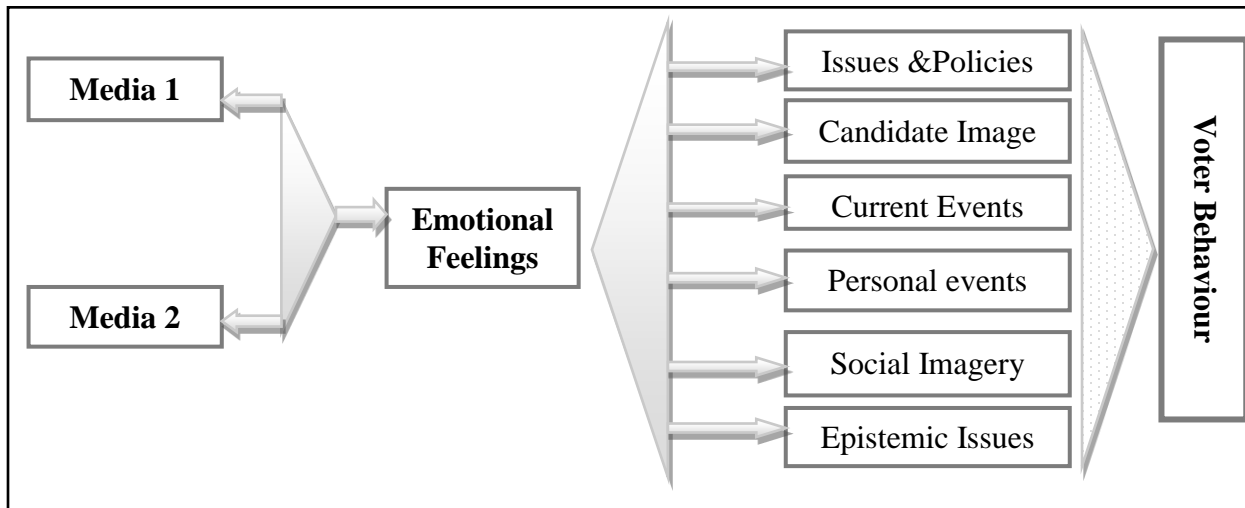 Media 1
Media 2
Emotional
Feelings
Issues &Policies
Candidate Image
Current Events
Personal events
Social Imagery
Epistemic Issues
Voter Behaviour